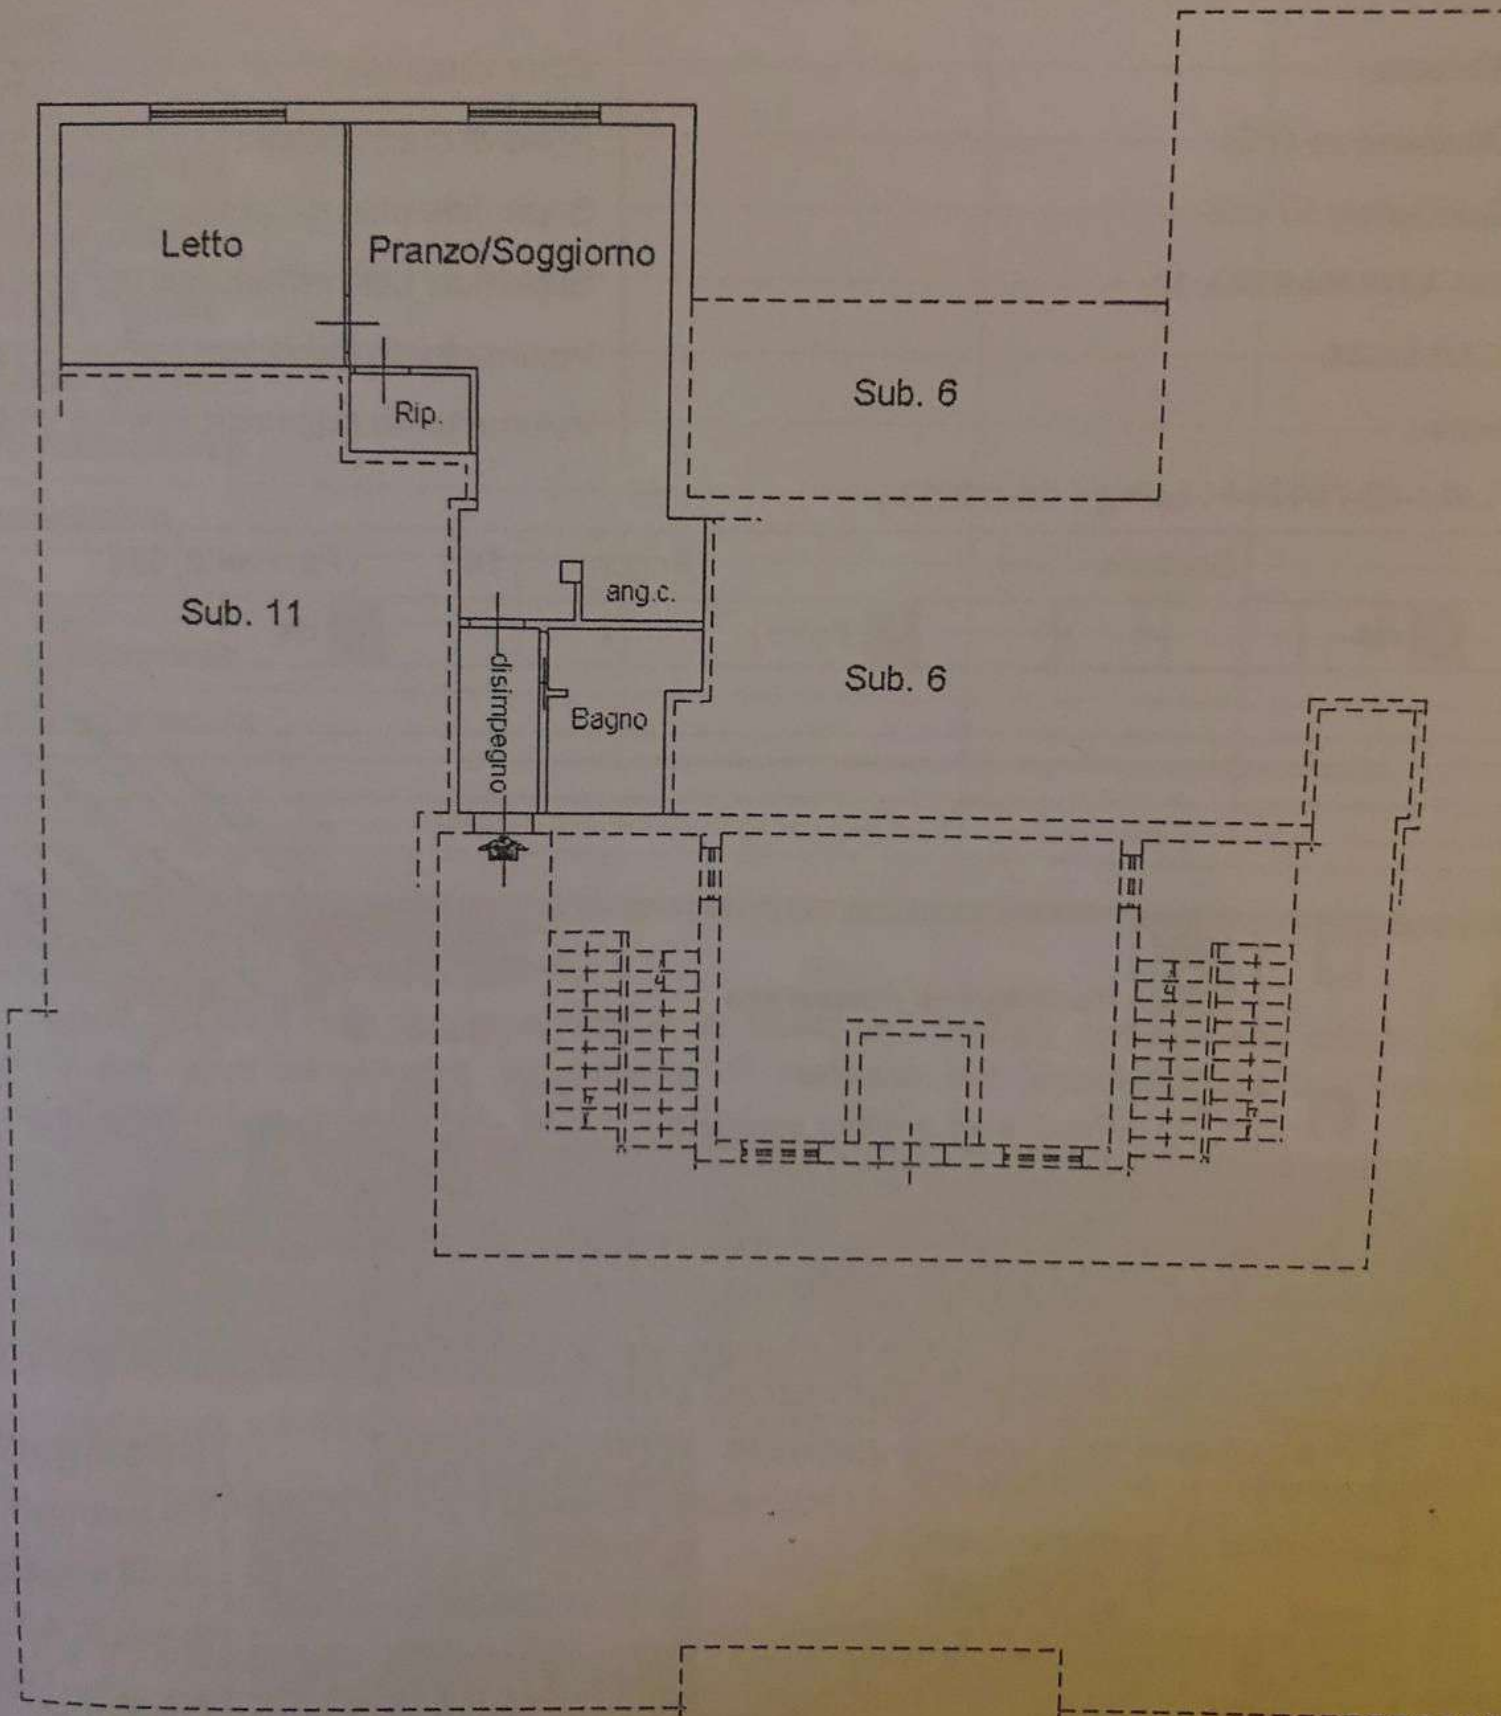 Letto
Pranzo/Soggiorno
Rip.
Sub. 6
ang.c.
Sub. 11
disimpegno
Bagno
Sub. 6